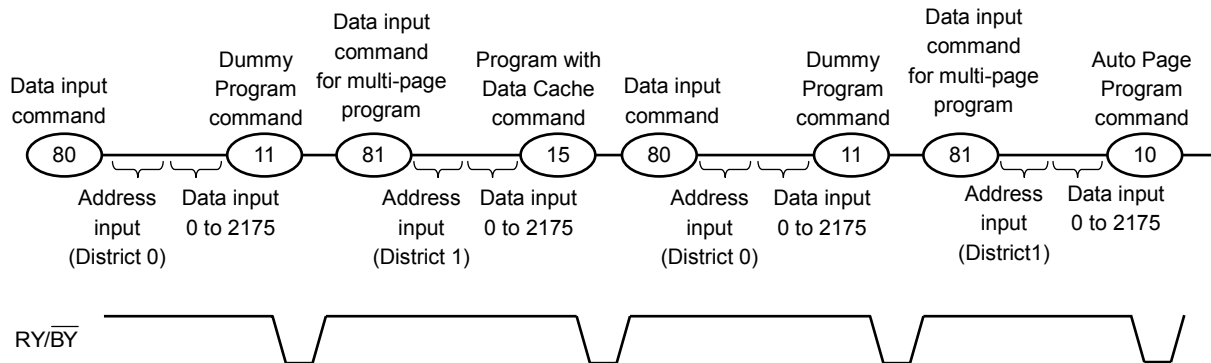 Data input
command
for multi-page
program
Data input
command
for multi-page
program
Dummy
Program
command
Program with
Data Cache
command
Dummy
Program
command
Auto Page
Program
command
Data input
command
Data input
command
80
11
81
15
80
11
81
10
Address
input
(District 0)
Data input
0 to 2175
Address
input
(District 1)
Data input
0 to 2175
Address
input
(District 0)
Data input
0 to 2175
Address
input
(District1)
Data input
0 to 2175
RY/B̅Y̅